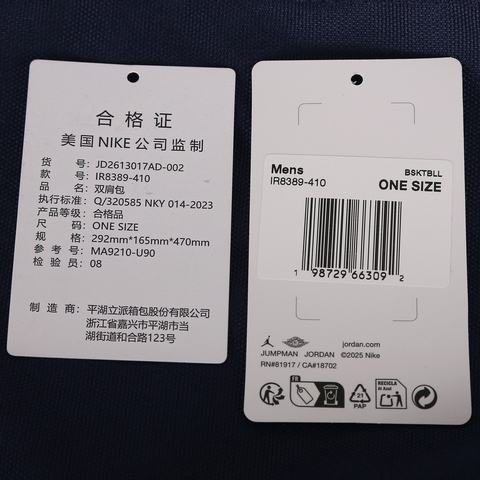 合格证
美国NIKE公司监制
货 号: JD2613017AD-002
款 号: IR8389-410
品 名: 双肩包
执行标准: Q/320585 NKY 014-2023
产品等级: 合格品
尺 码: ONE SIZE
规 格: 292mm*165mm*470mm
参 考 号: MA9210-U90
检 验 员: 08
制 造 商: 平湖立派箱包股份有限公司
浙江省嘉兴市平湖市当
湖街道和合路123号
Mens
BSKTBLL
IR8389-410
ONE SIZE
1 98729 66309 2
jordan.com
JUMPMAN JORDAN ©2025 Nike
RN#81917 / CA#18702
FR
21
PAP
RECICLA
Al Azul